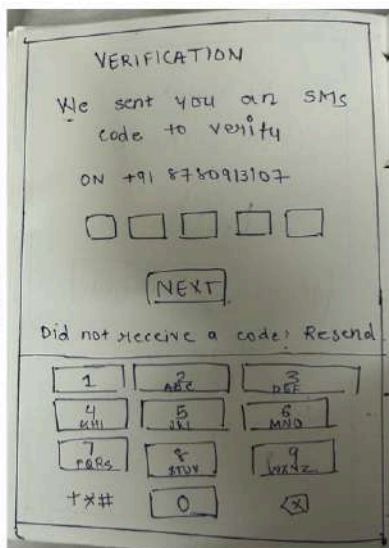 VERIFICATION
We sent you an SMS
code to verify
ON +91 8780913107
NEXT
Did not receive a code? Resend
1 2 3
ABC DEF
4 5 6
GHI JKL MNO
7 8 9
PQRS TUV WXYZ
+*# 0 X